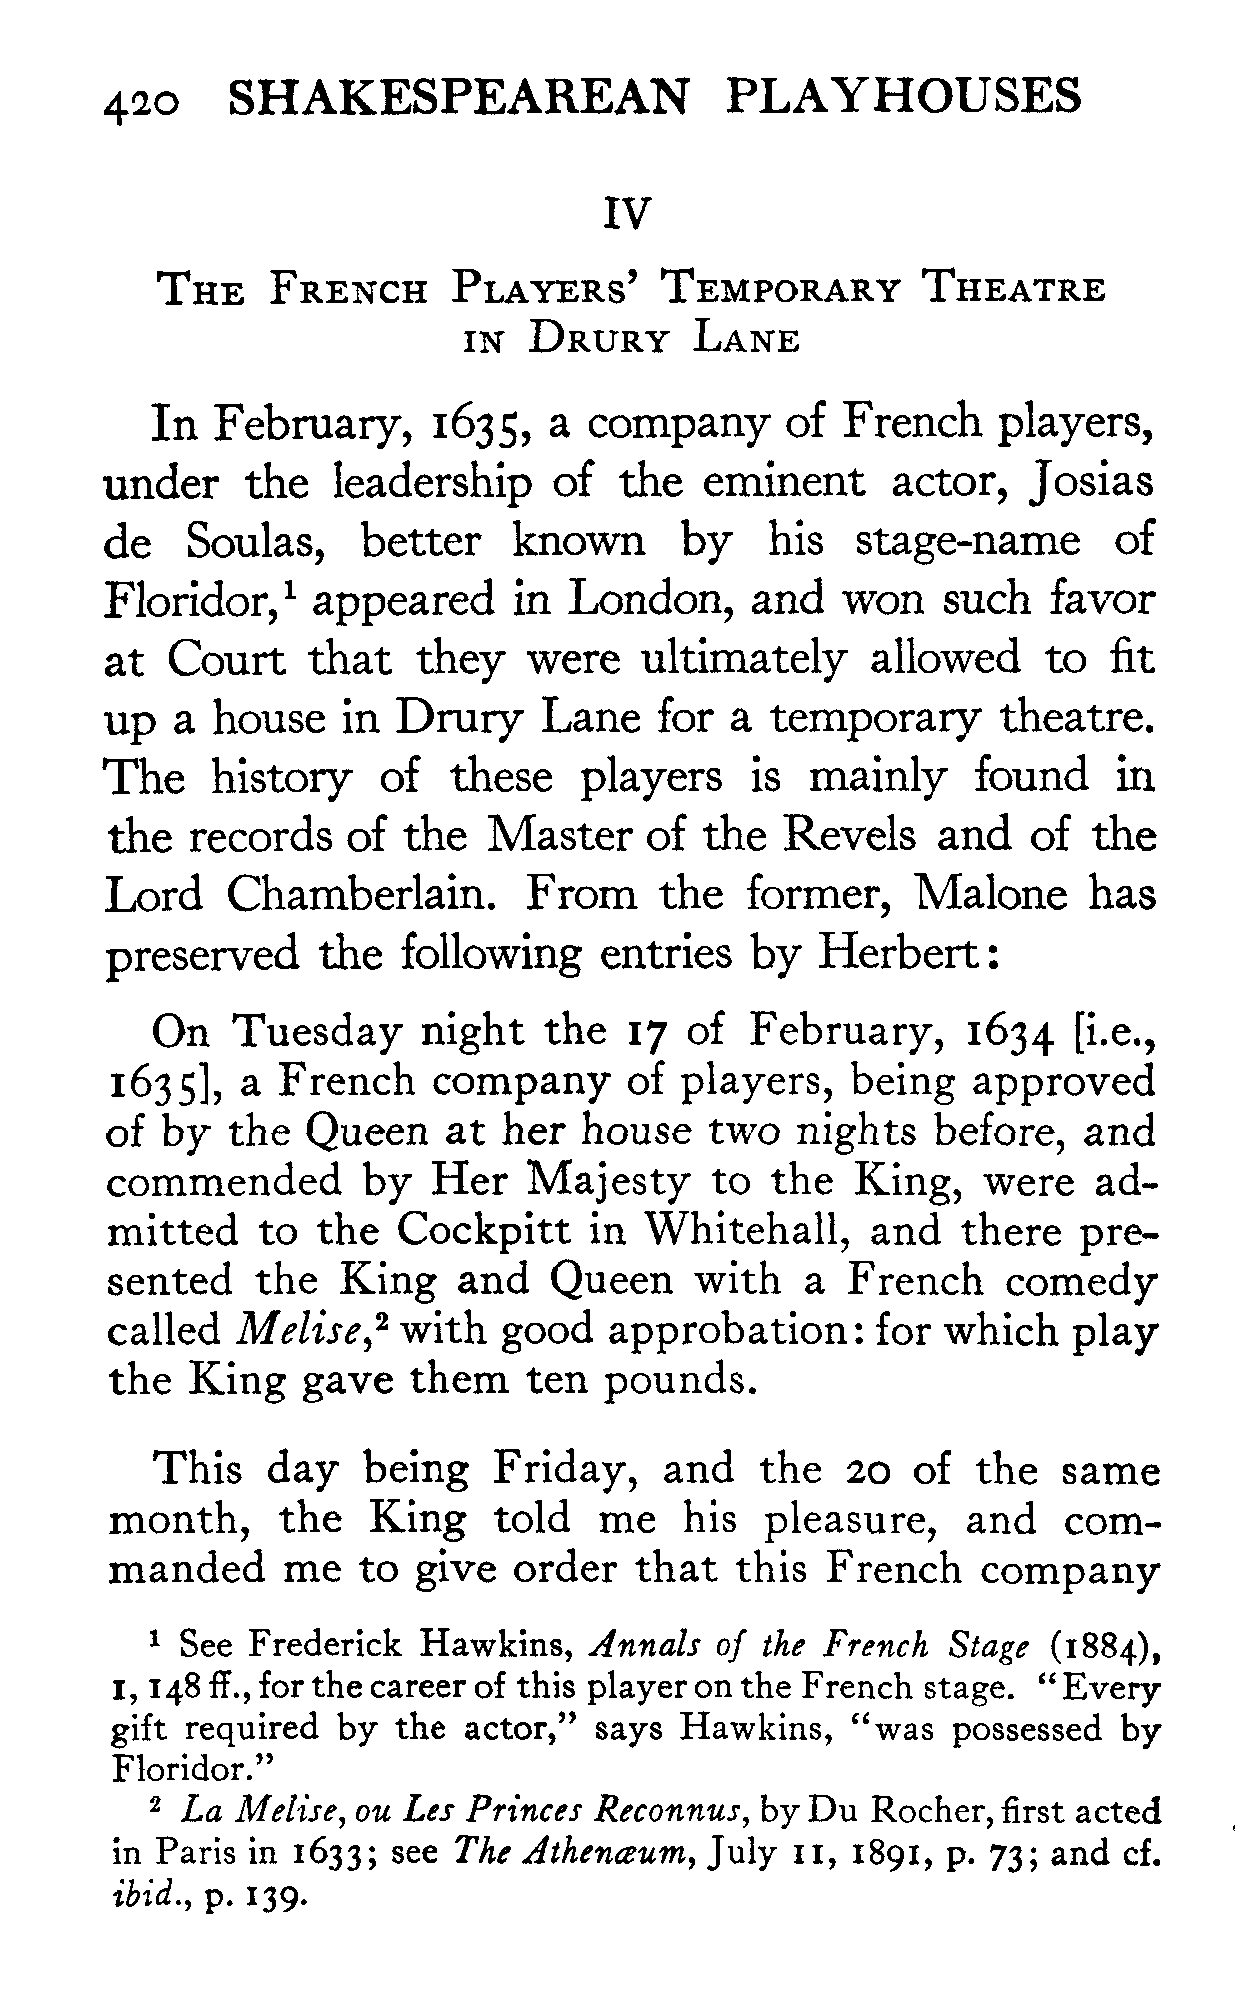 420 SHAKESPEAREAN PLAYHOUSES
IV
The French Players’ Temporary Theatre
in Drury Lane
In February, 1635, a company of French players,
under the leadership of the eminent actor, Josias
de Soulas, better known by his stage-name of
Floridor,¹ appeared in London, and won such favor
at Court that they were ultimately allowed to fit
up a house in Drury Lane for a temporary theatre.
The history of these players is mainly found in
the records of the Master of the Revels and of the
Lord Chamberlain. From the former, Malone has
preserved the following entries by Herbert:
On Tuesday night the 17 of February, 1634 [i.e.,
1635], a French company of players, being approved
of by the Queen at her house two nights before, and
commended by Her Majesty to the King, were ad-
mitted to the Cockpitt in Whitehall, and there pre-
sented the King and Queen with a French comedy
called Melise,² with good approbation: for which play
the King gave them ten pounds.
This day being Friday, and the 20 of the same
month, the King told me his pleasure, and com-
manded me to give order that this French company
¹ See Frederick Hawkins, Annals of the French Stage (1884),
I, 148 ff., for the career of this player on the French stage. “Every
gift required by the actor,” says Hawkins, “was possessed by
Floridor.”
² La Melise, ou Les Princes Reconnus, by Du Rocher, first acted
in Paris in 1633; see The Athenæum, July 11, 1891, p. 73; and cf.
ibid., p. 139.